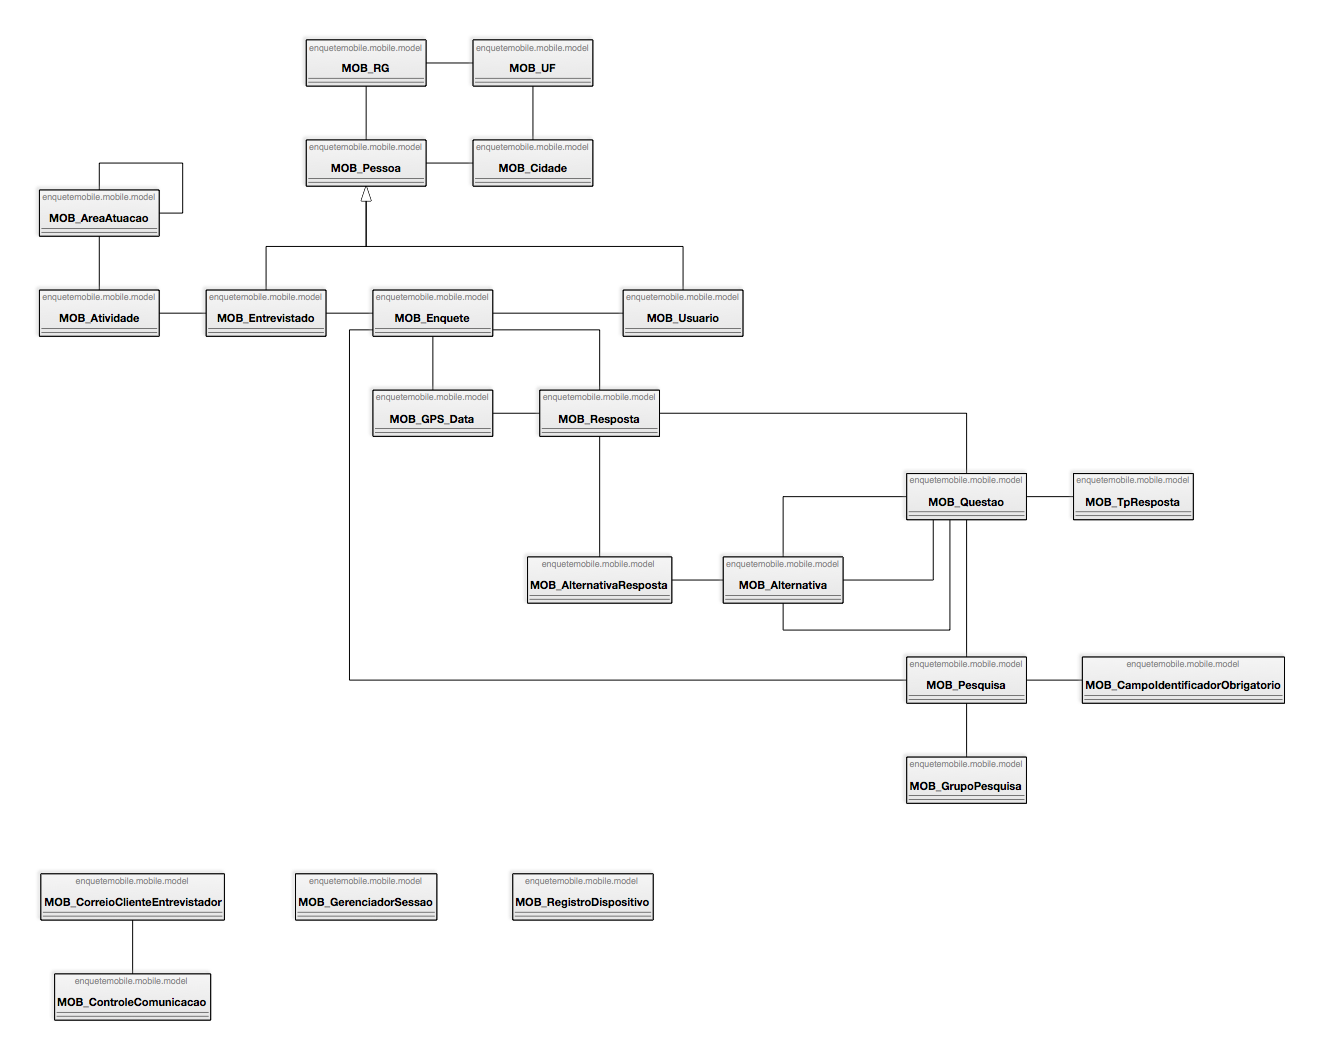 enquetemobile.mobile.model
MOB_RG
enquetemobile.mobile.model
MOB_UF
enquetemobile.mobile.model
MOB_Pessoa
enquetemobile.mobile.model
MOB_Cidade
enquetemobile.mobile.model
MOB_AreaAtuacao
enquetemobile.mobile.model
MOB_Atividade
enquetemobile.mobile.model
MOB_Entrevistado
enquetemobile.mobile.model
MOB_Enquete
enquetemobile.mobile.model
MOB_Usuario
enquetemobile.mobile.model
MOB_GPS_Data
enquetemobile.mobile.model
MOB_Resposta
enquetemobile.mobile.model
MOB_Questao
enquetemobile.mobile.model
MOB_TpResposta
enquetemobile.mobile.model
MOB_AlternativaResposta
enquetemobile.mobile.model
MOB_Alternativa
enquetemobile.mobile.model
MOB_Pesquisa
enquetemobile.mobile.model
MOB_CampoIdentificadorObrigatorio
enquetemobile.mobile.model
MOB_GrupoPesquisa
enquetemobile.mobile.model
MOB_CorreioClienteEntrevistador
enquetemobile.mobile.model
MOB_GerenciadorSessao
enquetemobile.mobile.model
MOB_RegistroDispositivo
enquetemobile.mobile.model
MOB_ControleComunicacao